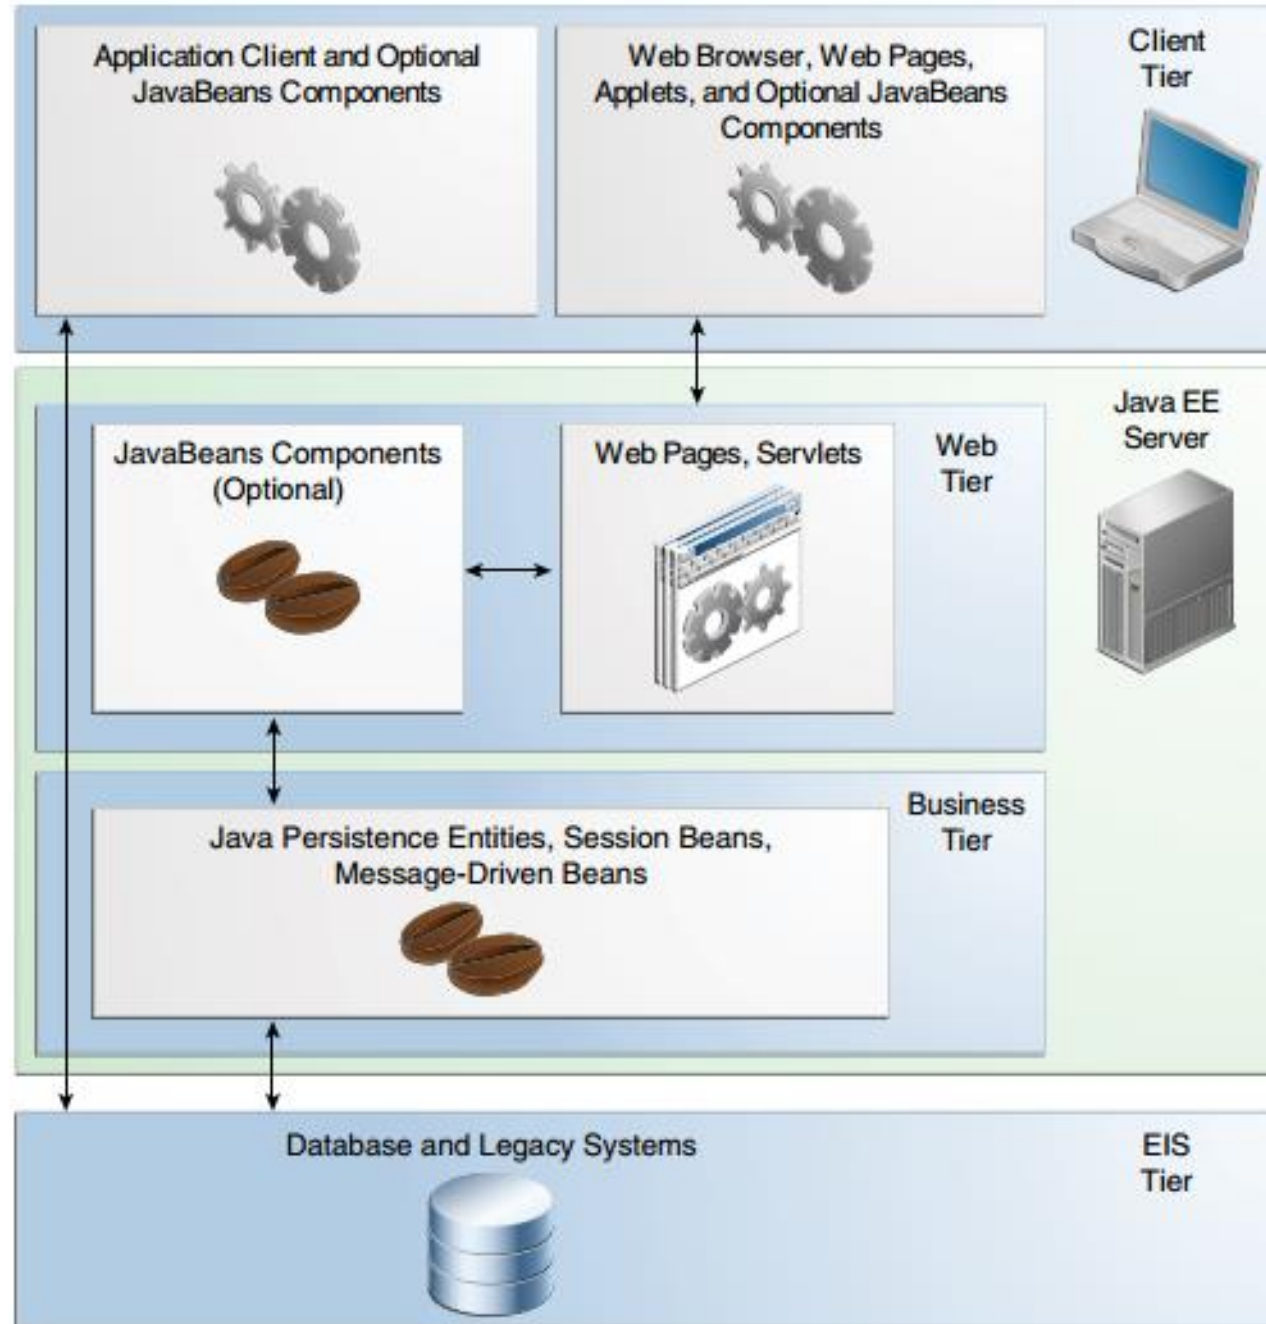 Application Client and Optional
JavaBeans Components
Web Browser, Web Pages,
Applets, and Optional JavaBeans
Components
Client
Tier
Java EE
Server
JavaBeans Components
(Optional)
Web Pages, Servlets
Web
Tier
Java Persistence Entities, Session Beans,
Message-Driven Beans
Business
Tier
Database and Legacy Systems
EIS
Tier